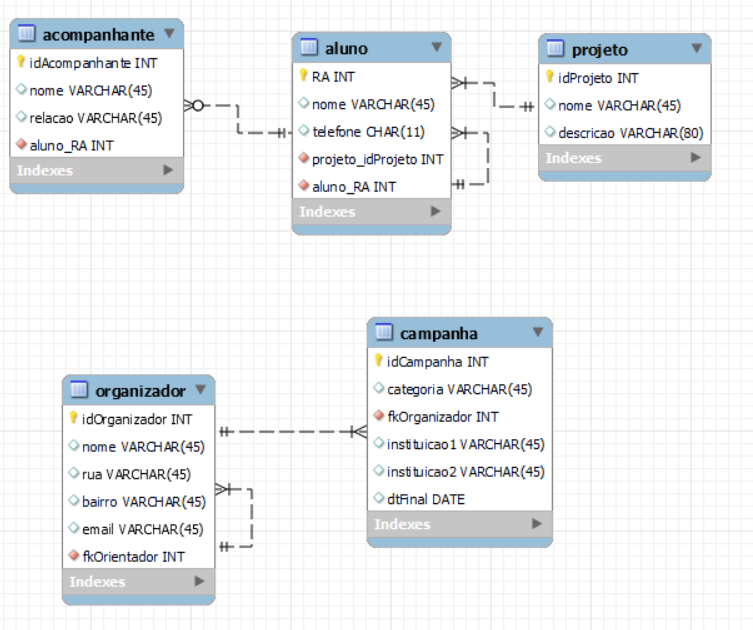 acompanhante
idAcompanhante INT
nome VARCHAR(45)
relacao VARCHAR(45)
aluno_RA INT
Indexes
aluno
RA INT
nome VARCHAR(45)
telefone CHAR(11)
projeto_idProjeto INT
aluno_RA INT
Indexes
projeto
idProjeto INT
nome VARCHAR(45)
descricao VARCHAR(80)
Indexes
organizador
idOrganizador INT
nome VARCHAR(45)
rua VARCHAR(45)
bairro VARCHAR(45)
email VARCHAR(45)
fkOrientador INT
Indexes
campanha
idCampanha INT
categoria VARCHAR(45)
fkOrganizador INT
instituicao1 VARCHAR(45)
instituicao2 VARCHAR(45)
dtFinal DATE
Indexes